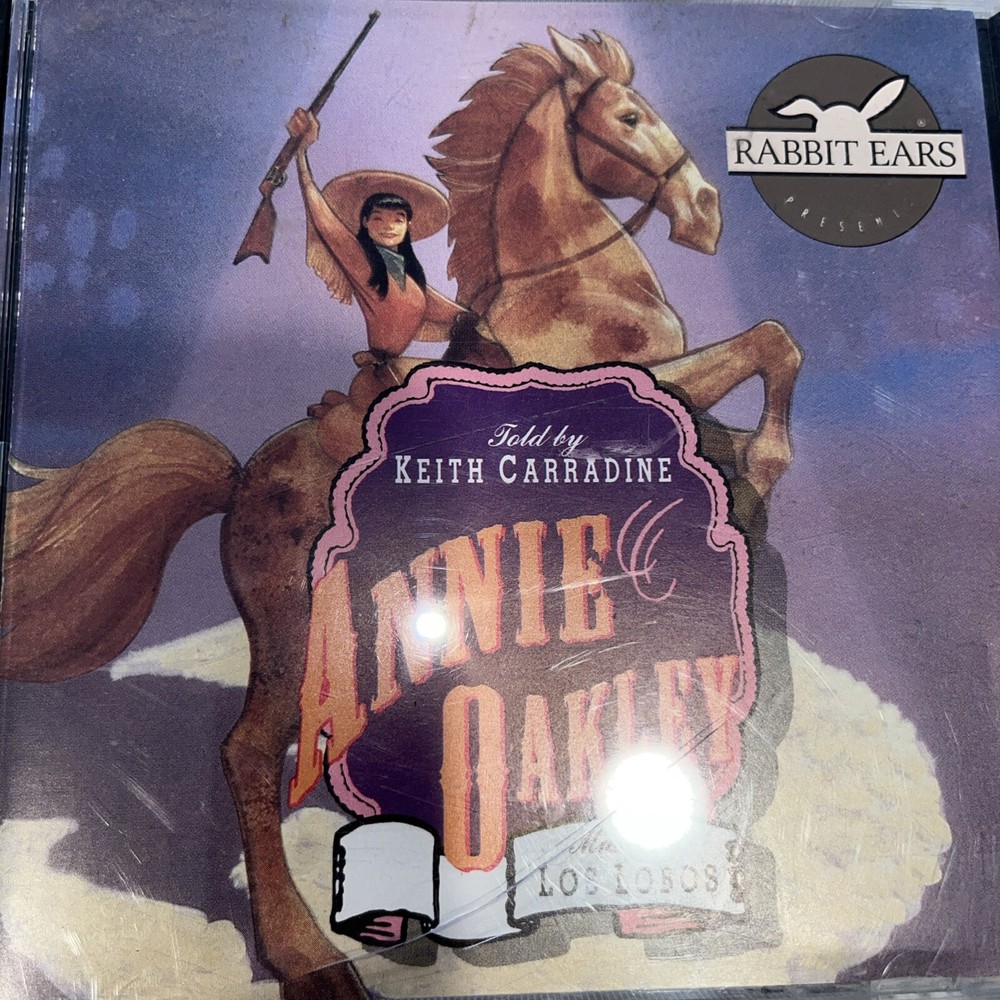 RABBIT EARS
®
Told by
KEITH CARRADINE
ANNIE
OAKLEY
LOS LOBOS